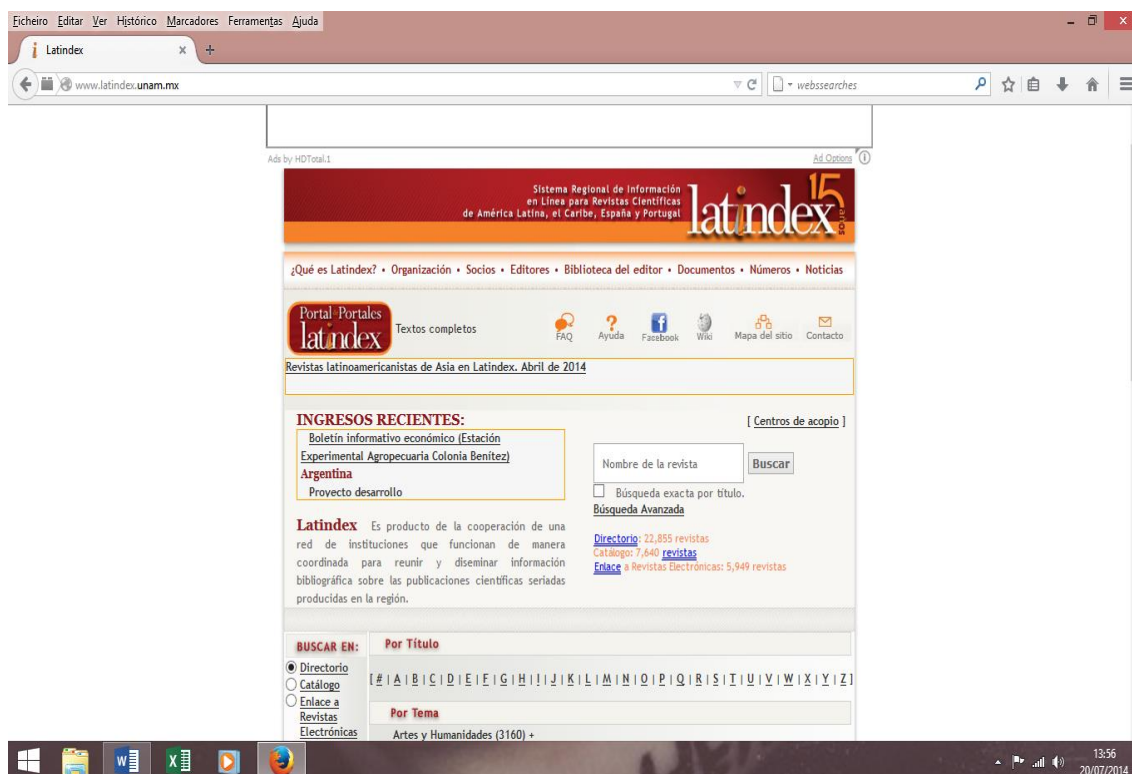 Ficheiro Editar Ver Histórico Marcadores Ferramentas Ajuda
Latindex
www.latindex.unam.mx
webssearches
Ads by HDTotal.1
Ad Options
Sistema Regional de Información
en Línea para Revistas Científicas
de América Latina, el Caribe, España y Portugal
latindex
15 años
¿Qué es Latindex? • Organización • Socios • Editores • Biblioteca del editor • Documentos • Números • Noticias
Portal de Portales
latindex
Textos completos
FAQ
Ayuda
Facebook
Wiki
Mapa del sitio
Contacto
Revistas latinoamericanistas de Asia en Latindex. Abril de 2014
INGRESOS RECIENTES:
[ Centros de acopio ]
Boletín informativo económico (Estación
Experimental Agropecuaria Colonia Benítez)
Argentina
Proyecto desarrollo
Nombre de la revista
Buscar
Búsqueda exacta por título.
Búsqueda Avanzada
Latindex Es producto de la cooperación de una
red de instituciones que funcionan de manera
coordinada para reunir y diseminar información
bibliográfica sobre las publicaciones científicas seriadas
producidas en la región.
Directorio: 22,855 revistas
Catálogo: 7,640 revistas
Enlace a Revistas Electrónicas: 5,949 revistas
BUSCAR EN:
Directorio
Catálogo
Enlace a
Revistas
Electrónicas
Por Título
[ # | A | B | C | D | E | F | G | H | I | J | K | L | M | N | O | P | Q | R | S | T | U | V | W | X | Y | Z ]
Por Tema
Artes y Humanidades (3160) +
13:56
20/07/2014